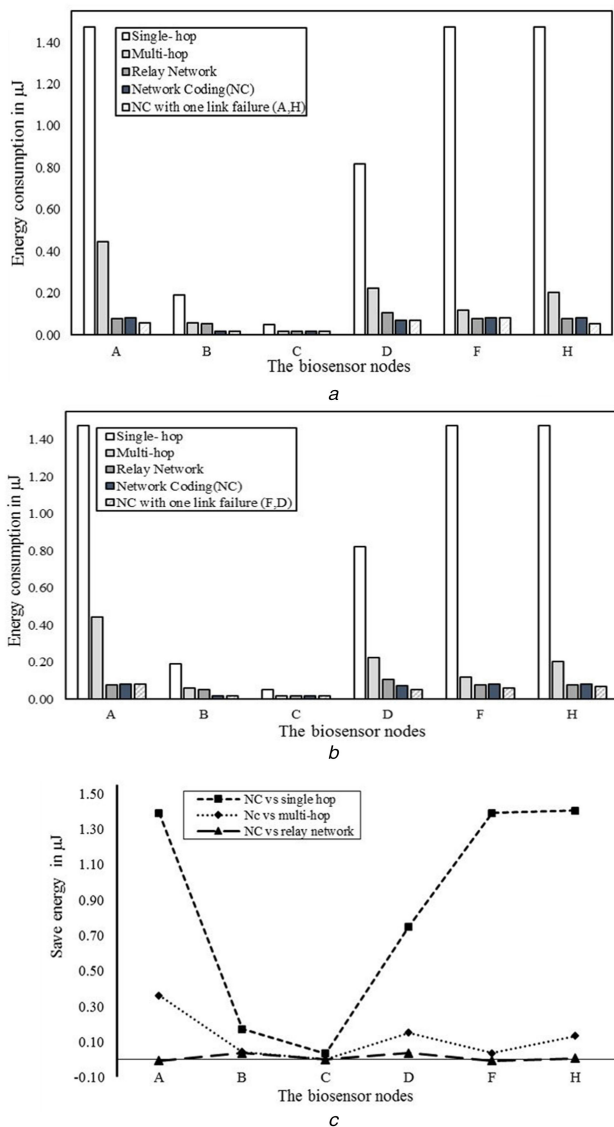 1.40
1.20
1.00
0.80
0.60
0.40
0.20
0.00
Energy consumption in µJ
Single- hop
Multi-hop
Relay Network
Network Coding(NC)
NC with one link failure (A,H)
A B C D F H
The biosensor nodes
a
1.40
1.20
1.00
0.80
0.60
0.40
0.20
0.00
Energy consumption in µJ
Single- hop
Multi-hop
Relay Network
Network Coding(NC)
NC with one link failure (F,D)
A B C D F H
The biosensor nodes
b
1.50
1.30
1.10
0.90
0.70
0.50
0.30
0.10
-0.10
Save energy in µJ
NC vs single hop
Nc vs multi-hop
NC vs relay network
A B C D F H
The biosensor nodes
c